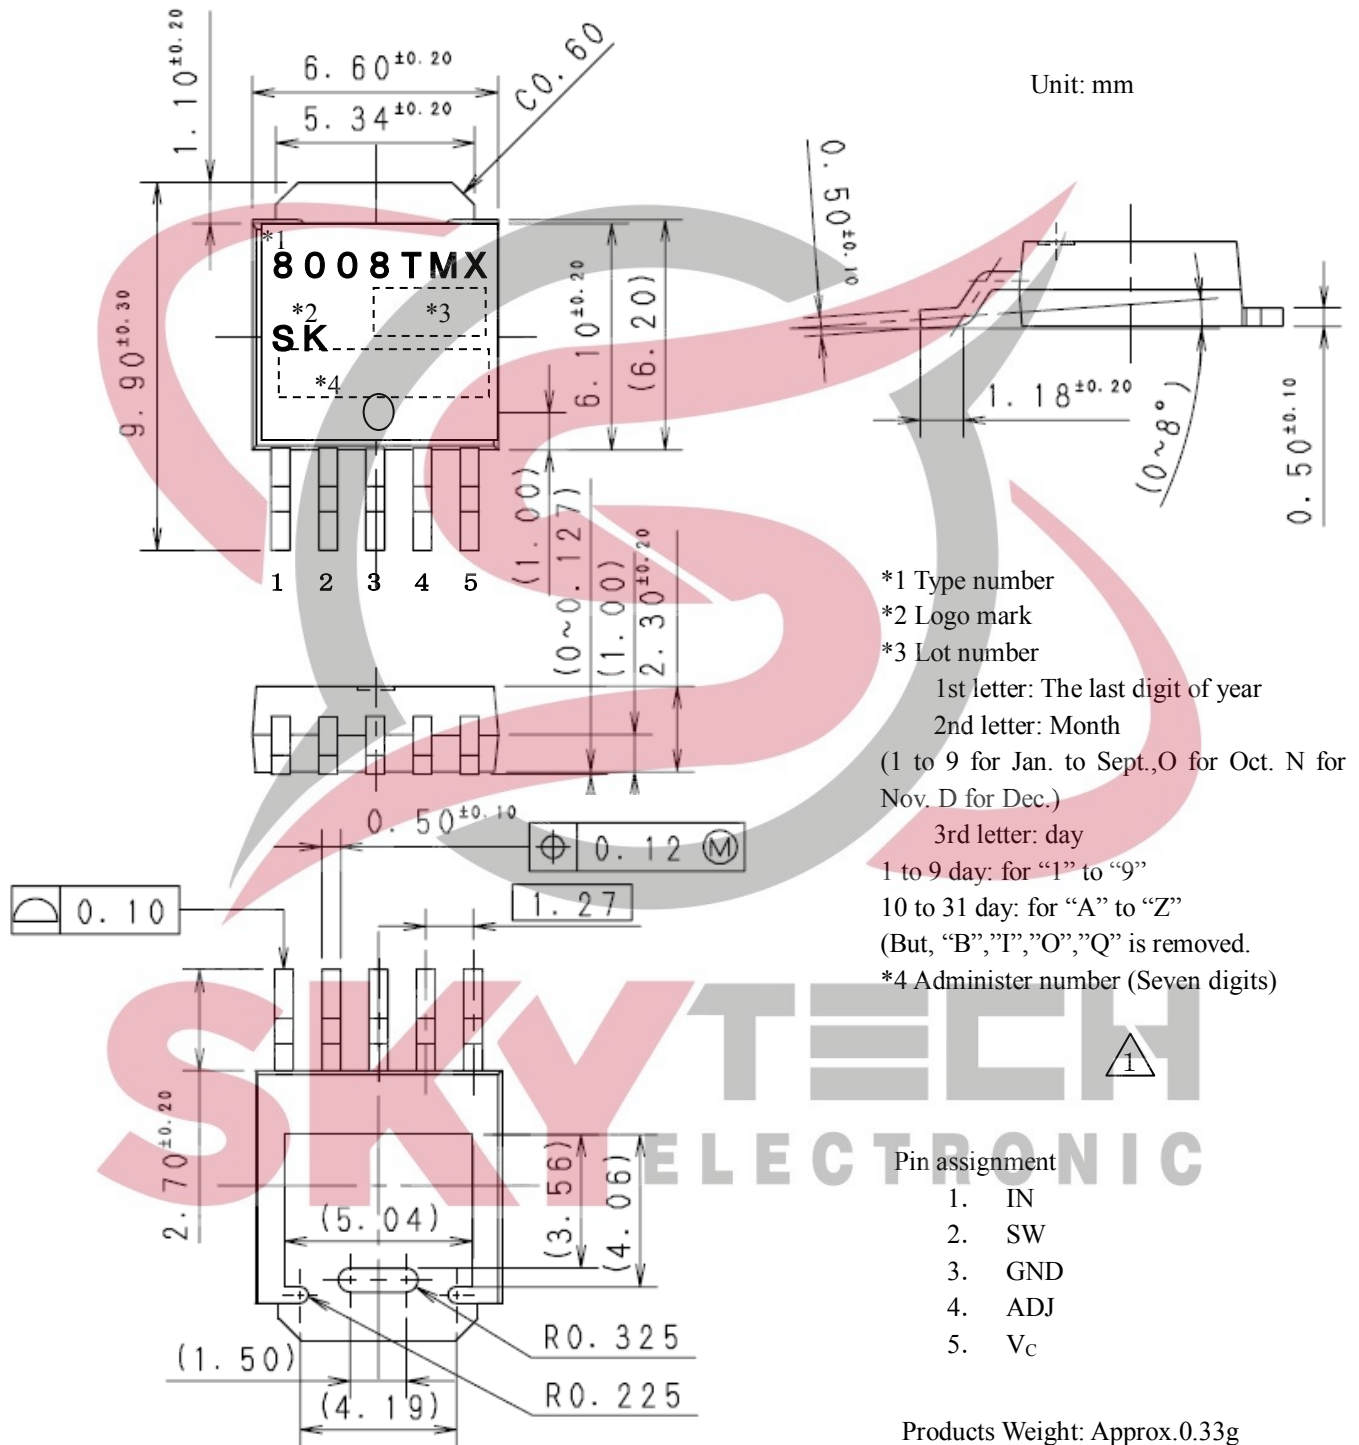 1.10±0.20
6.60±0.20
5.34±0.20
C0.60
Unit: mm
9.90±0.30
*1
8008TMX
*2
*3
SK
*4
6.10±0.20
(6.20)
(1.00)
1 2 3 4 5
0.50±0.10
1.18±0.20
(0~8°)
0.50±0.10
(0~0.127)
(1.00)
2.30±0.20
*1 Type number
*2 Logo mark
*3 Lot number
1st letter: The last digit of year
2nd letter: Month
(1 to 9 for Jan. to Sept.,O for Oct. N for
Nov. D for Dec.)
3rd letter: day
1 to 9 day: for “1” to “9”
10 to 31 day: for “A” to “Z”
(But, “B”,”I”,”O”,”Q” is removed.
*4 Administer number (Seven digits)
1
0.50±0.10
0.12 M
1.27
0.10
2.70±0.20
(5.04)
(3.56)
(4.06)
(1.50)
(4.19)
R0.325
R0.225
SKYTECH
ELECTRONIC
Pin assignment
1. IN
2. SW
3. GND
4. ADJ
5. VC
Products Weight: Approx.0.33g